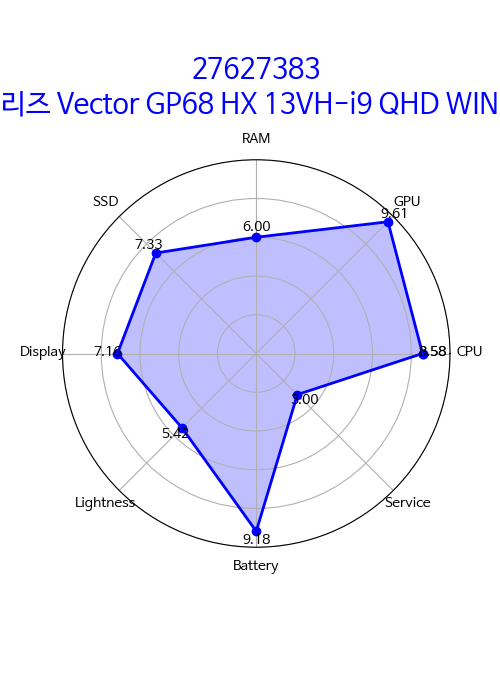 27627383
리즈 Vector GP68 HX 13VH-i9 QHD WIN
RAM
SSD
GPU
9.61
6.00
7.33
Display
7.16
8.58
CPU
3.00
5.42
Lightness
Service
9.18
Battery